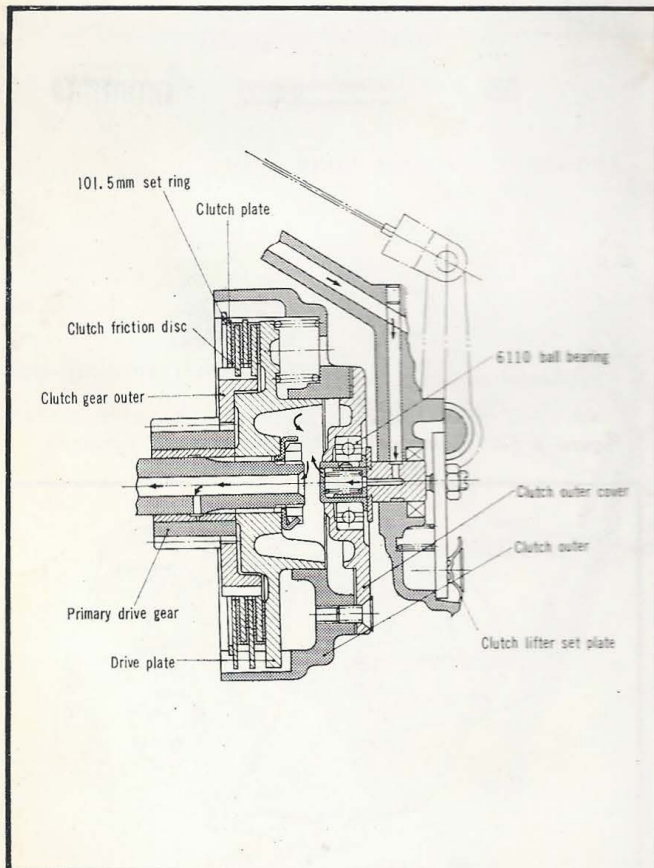 101.5mm set ring
Clutch plate
Clutch friction disc
6110 ball bearing
Clutch gear outer
Clutch outer cover
Clutch outer
Primary drive gear
Clutch lifter set plate
Drive plate